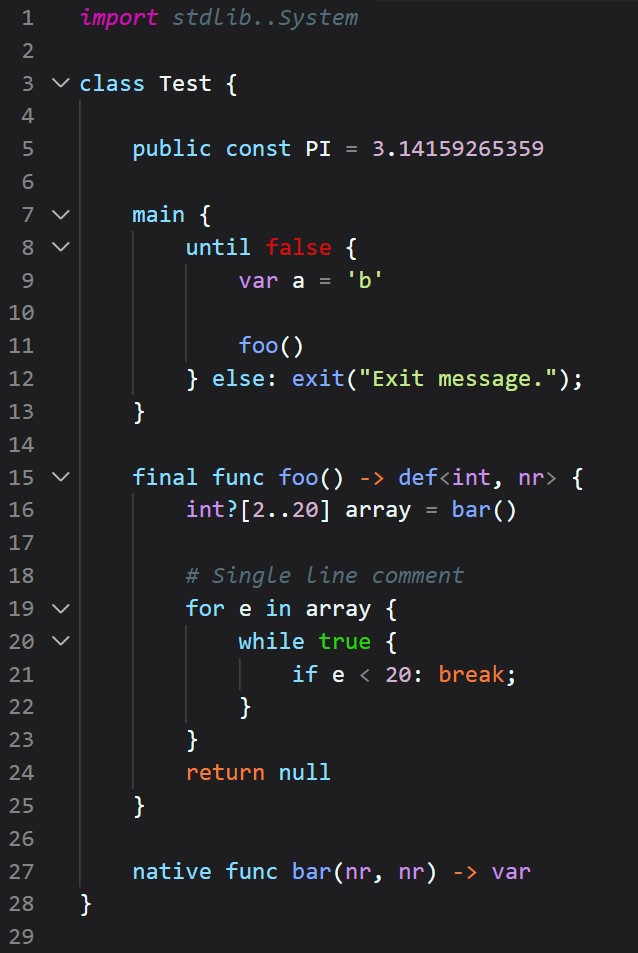 1 import stdlib..System
2
3 class Test {
4
5 public const PI = 3.14159265359
6
7 main {
8 until false {
9 var a = 'b'
10
11 foo()
12 } else: exit("Exit message.");
13 }
14
15 final func foo() -> def<int, nr> {
16 int?[2..20] array = bar()
17
18 # Single line comment
19 for e in array {
20 while true {
21 if e < 20: break;
22 }
23 }
24 return null
25 }
26
27 native func bar(nr, nr) -> var
28 }
29